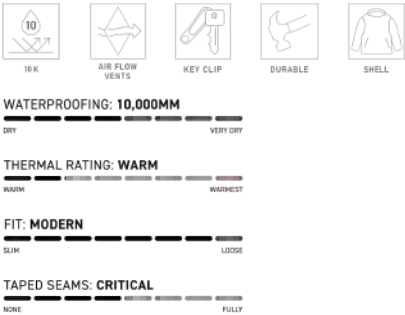 10
10K
AIR FLOW
VENTS
KEY CLIP
DURABLE
SHELL
WATERPROOFING: 10,000MM
DRY VERY DRY
THERMAL RATING: WARM
WARM WARMEST
FIT: MODERN
SLIM LOOSE
TAPED SEAMS: CRITICAL
NONE FULLY